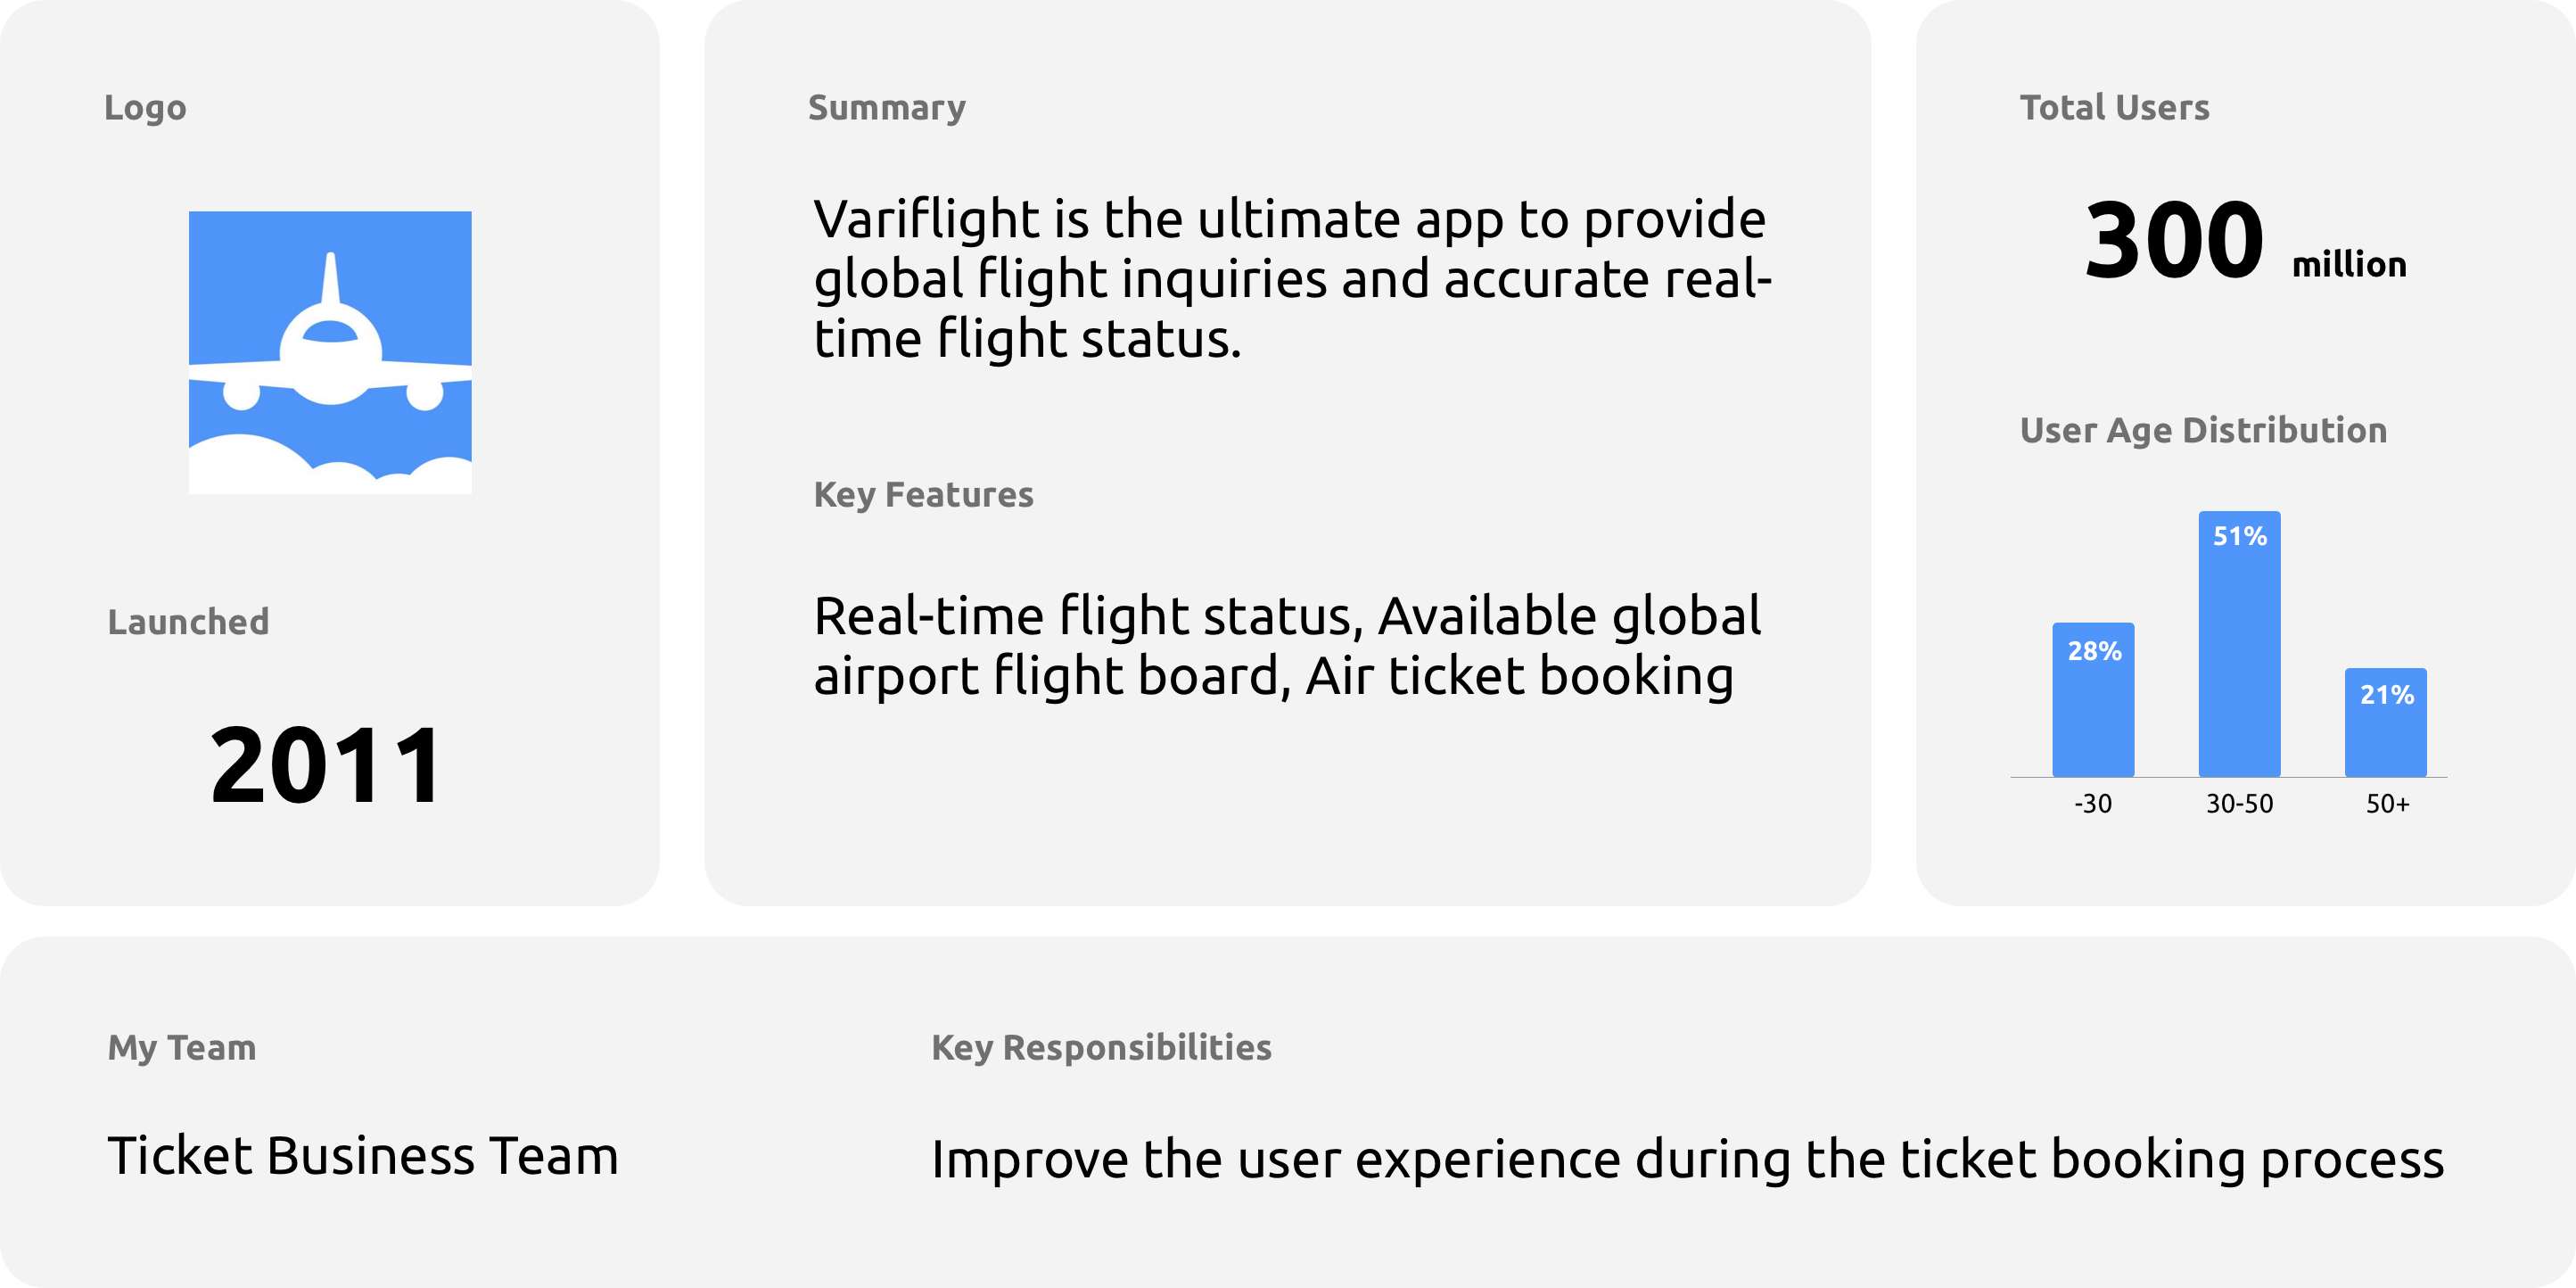 Logo
Launched
2011
Summary
Variflight is the ultimate app to provide
global flight inquiries and accurate real-
time flight status.
Key Features
Real-time flight status, Available global
airport flight board, Air ticket booking
Total Users
300 million
User Age Distribution
28%
51%
21%
-30
30-50
50+
My Team
Ticket Business Team
Key Responsibilities
Improve the user experience during the ticket booking process